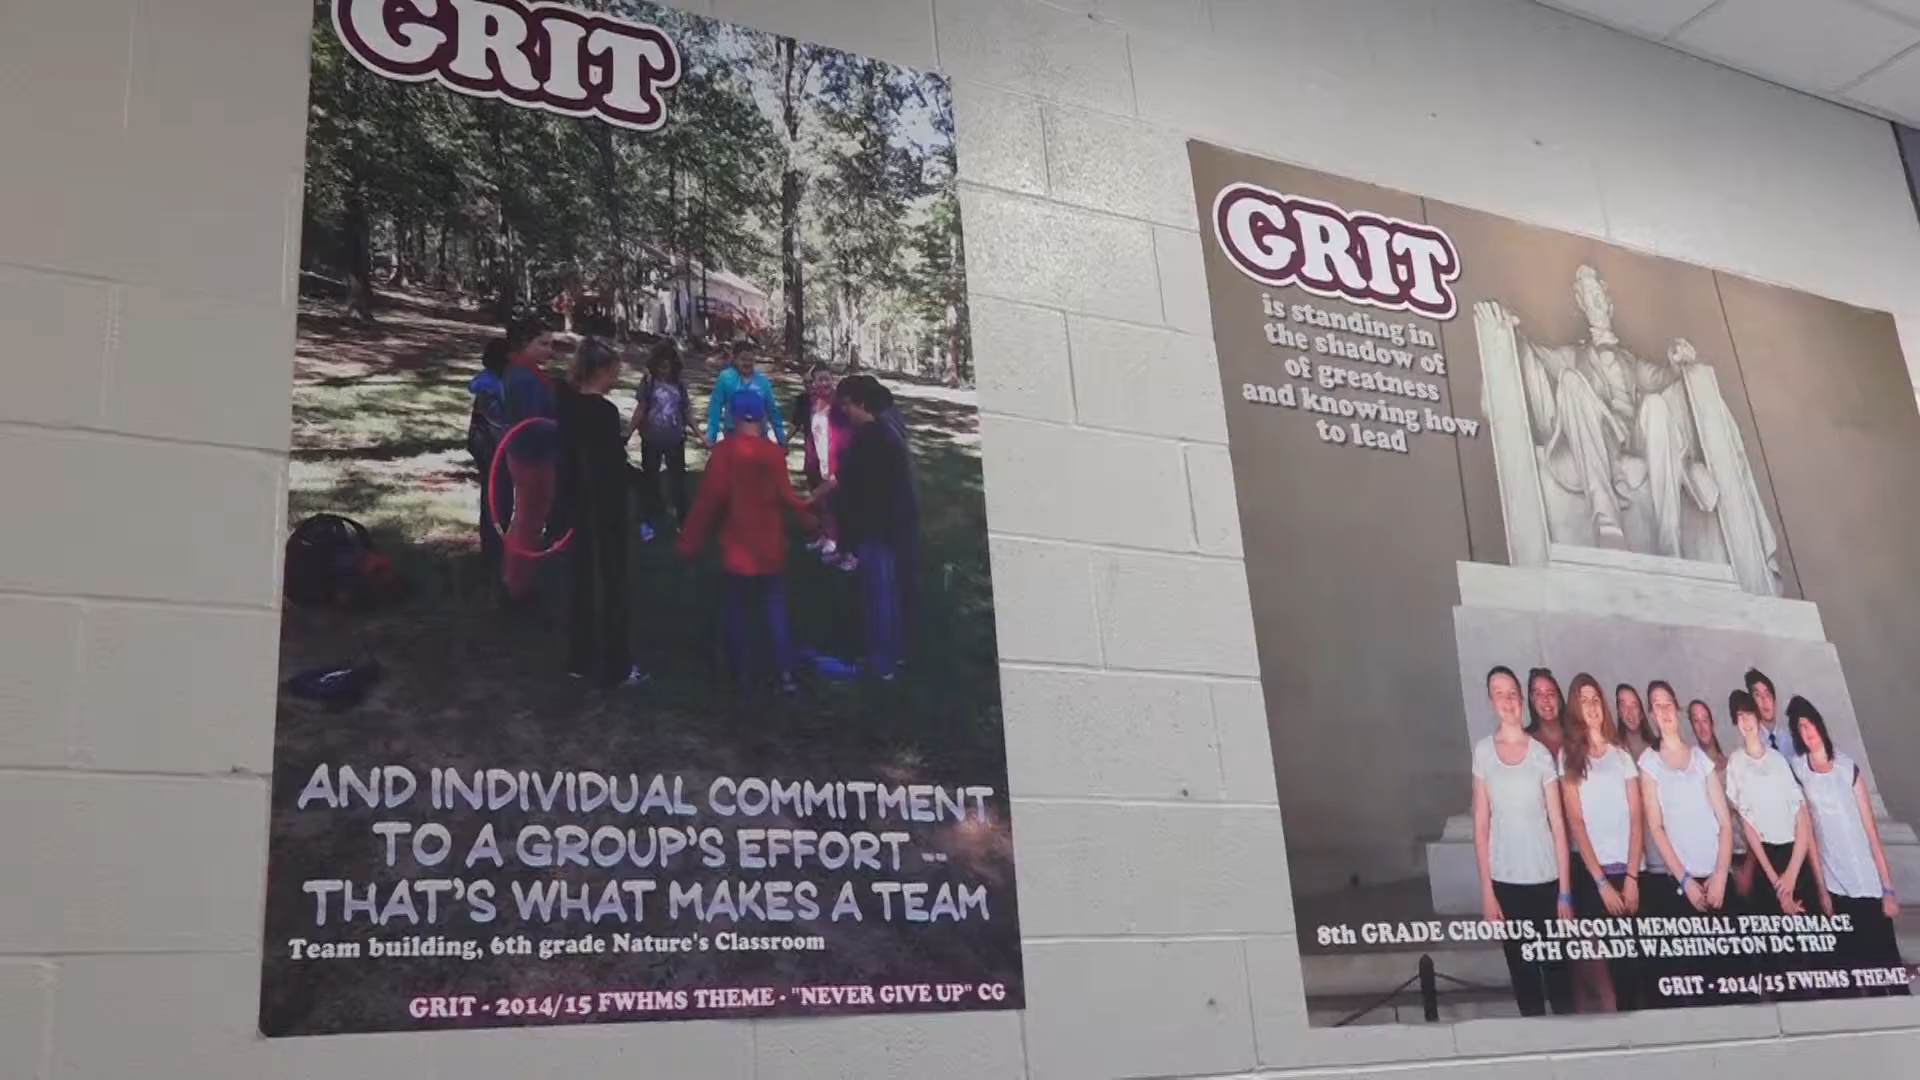 GRIT
AND INDIVIDUAL COMMITMENT
TO A GROUP'S EFFORT --
THAT'S WHAT MAKES A TEAM
Team building, 6th grade Nature's Classroom
GRIT - 2014/15 FWHMS THEME - "NEVER GIVE UP" CG
GRIT
is standing in
the shadow of
of greatness
and knowing how
to lead
8th GRADE CHORUS, LINCOLN MEMORIAL PERFORMACE
8TH GRADE WASHINGTON DC TRIP
GRIT - 2014/15 FWHMS THEME -